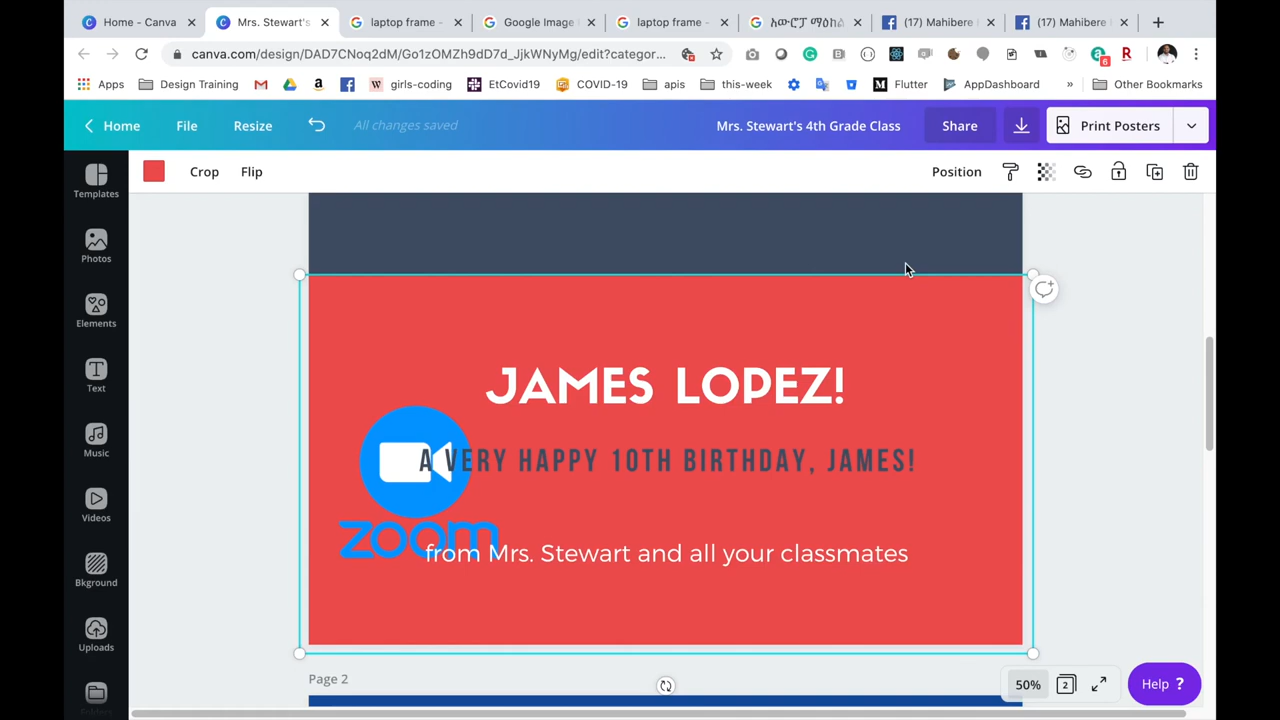 Home - Canva
Mrs. Stewart's
laptop frame -
Google Image
laptop frame -
አውሮፓ ማዕከል
(17) Mahibere
(17) Mahibere
canva.com/design/DAD7CNoq2dM/Go1zOMZh9dD7d_JjkWNyMg/edit?categor...
6
Apps
Design Training
girls-coding
EtCovid19
COVID-19
apis
this-week
Flutter
AppDashboard
»
Other Bookmarks
Home
File
Resize
All changes saved
Mrs. Stewart's 4th Grade Class
Share
Print Posters
Crop
Flip
Position
Templates
Photos
Elements
Text
Music
Videos
Bkground
Uploads
Folders
JAMES LOPEZ!
A VERY HAPPY 10TH BIRTHDAY, JAMES!
zoom
from Mrs. Stewart and all your classmates
Page 2
50%
2
Help ?